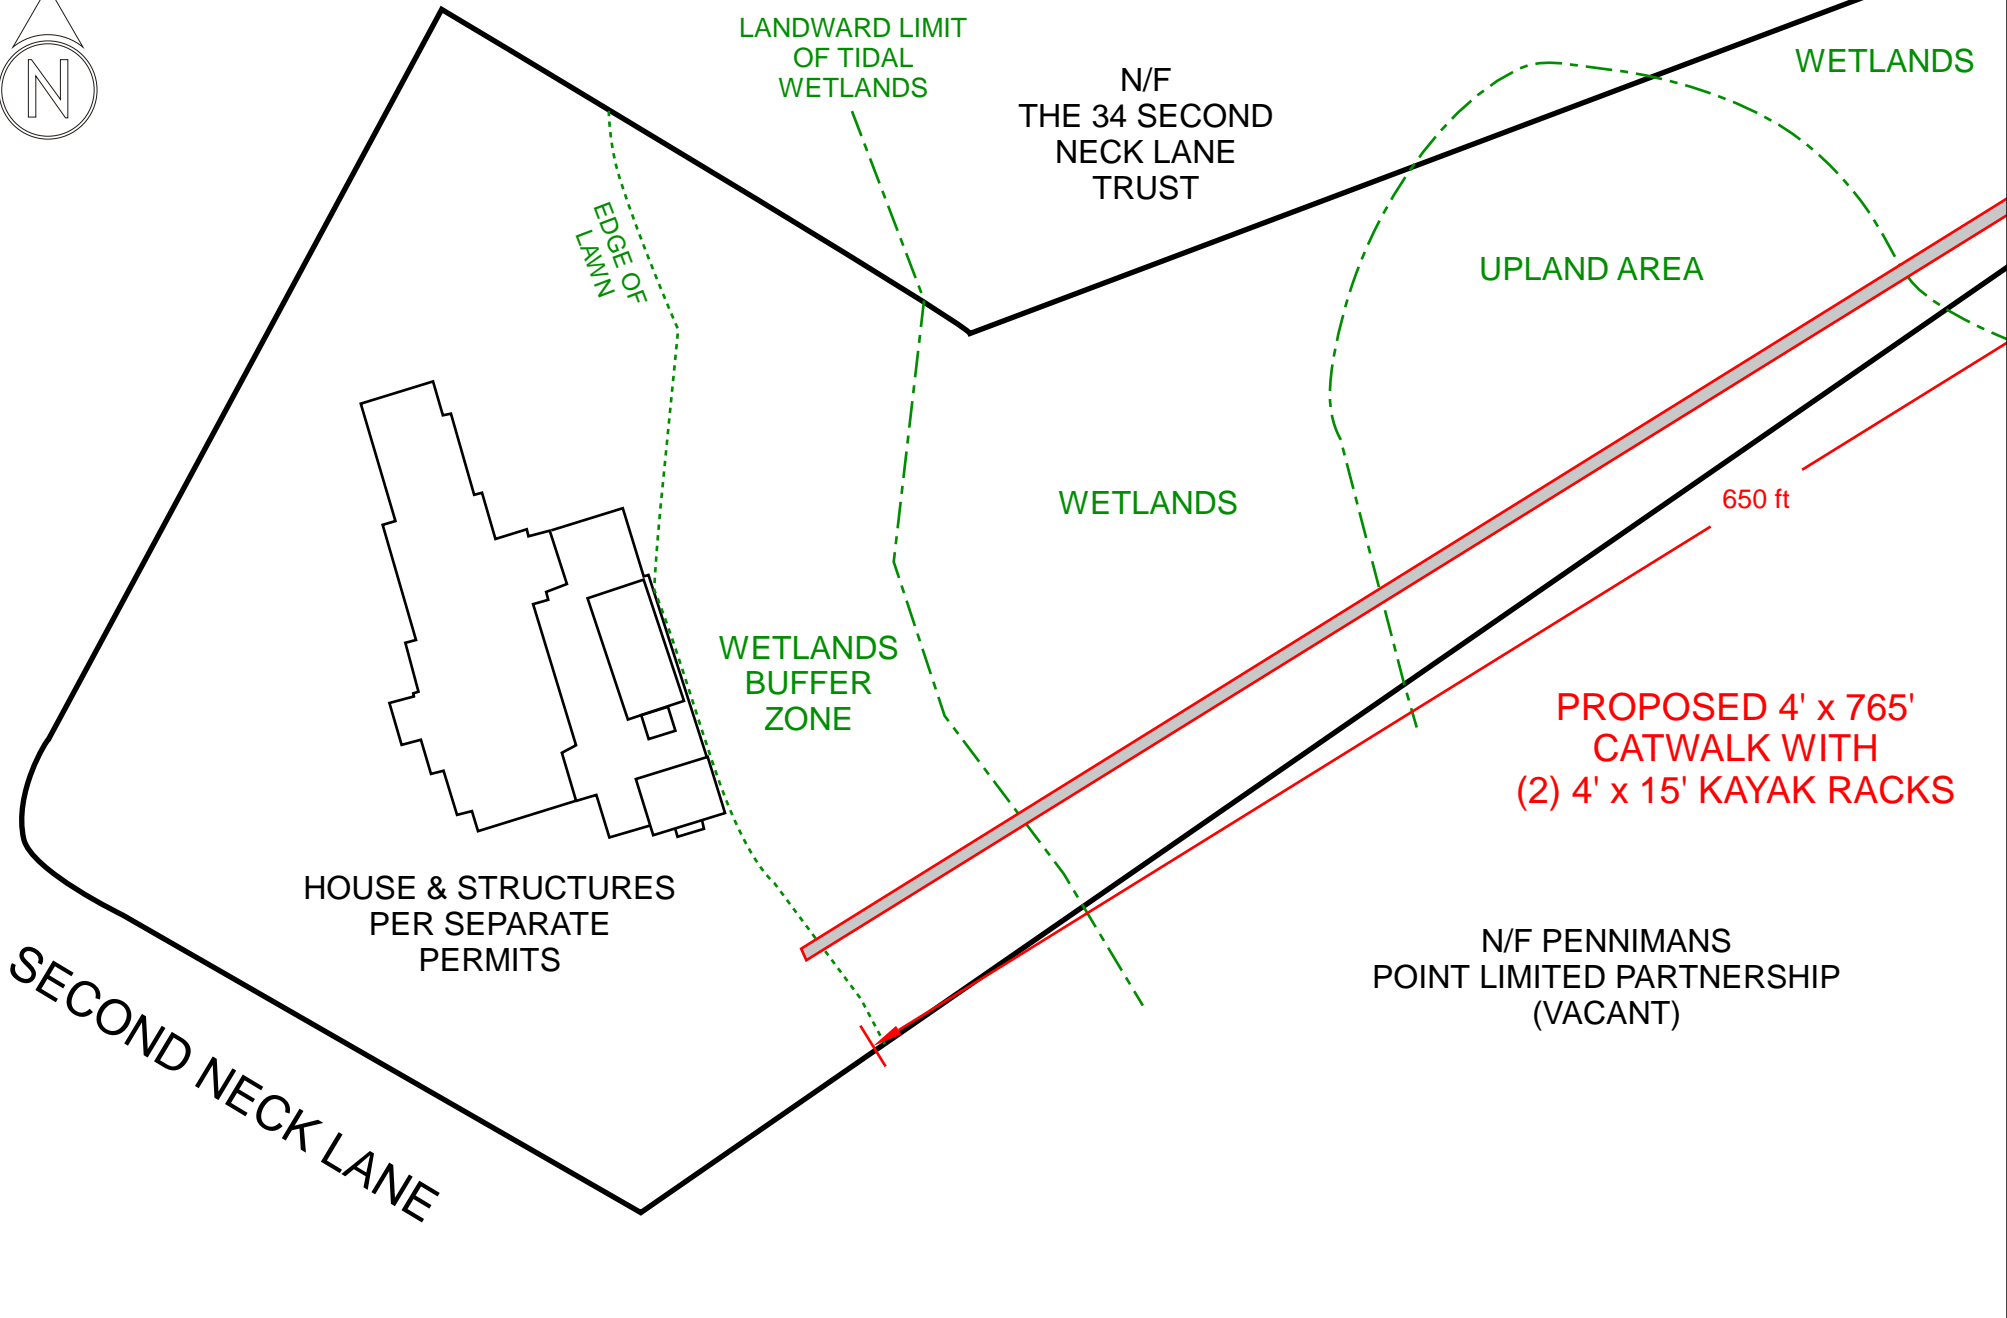 N
LANDWARD LIMIT
OF TIDAL
WETLANDS
N/F
THE 34 SECOND
NECK LANE
TRUST
WETLANDS
EDGE OF
LAWN
UPLAND AREA
WETLANDS
650 ft
WETLANDS
BUFFER
ZONE
PROPOSED 4' x 765'
CATWALK WITH
(2) 4' x 15' KAYAK RACKS
HOUSE & STRUCTURES
PER SEPARATE
PERMITS
N/F PENNIMANS
POINT LIMITED PARTNERSHIP
(VACANT)
SECOND NECK LANE